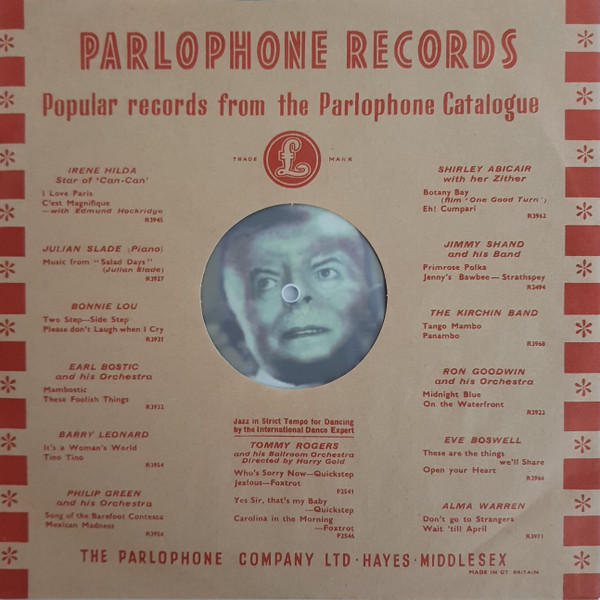 PARLOPHONE RECORDS
Popular records from the Parlophone Catalogue
TRADE MARK
£
IRENE HILDA
Star of 'Can-Can'
I Love Paris
C'est Magnifique
—with Edmund Hockridge
R3945
JULIAN SLADE (Piano)
Music from "Salad Days"
(Julian Slade)
R3927
BONNIE LOU
Two Step—Side Step
Please don't Laugh when I Cry
R3931
EARL BOSTIC
and his Orchestra
Mambostic
These Foolish Things
R3932
BARRY LEONARD
It's a Woman's World
Tino Tino
R3954
PHILIP GREEN
and his Orchestra
Song of the Barefoot Contessa
Mexican Madness
R3956
Jazz in Strict Tempo for Dancing
by the International Dance Expert
TOMMY ROGERS
and his Ballroom Orchestra
Directed by Harry Gold
Who's Sorry Now—Quickstep
Jealous—Foxtrot
P2541
Yes Sir, that's my Baby
—Quickstep
Carolina in the Morning
—Foxtrot
P2546
SHIRLEY ABICAIR
with her Zither
Botany Bay
(film 'One Good Turn')
Eh! Cumpari
R3962
JIMMY SHAND
and his Band
Primrose Polka
Jenny's Bawbee—Strathspey
R3494
THE KIRCHIN BAND
Tango Mambo
Panambo
R3968
RON GOODWIN
and his Orchestra
Midnight Blue
On the Waterfront
R3923
EVE BOSWELL
These are the things
we'll Share
Open your Heart
R3964
ALMA WARREN
Don't go to Strangers
Wait 'till April
R3971
THE PARLOPHONE COMPANY LTD·HAYES·MIDDLESEX
MADE IN GT. BRITAIN